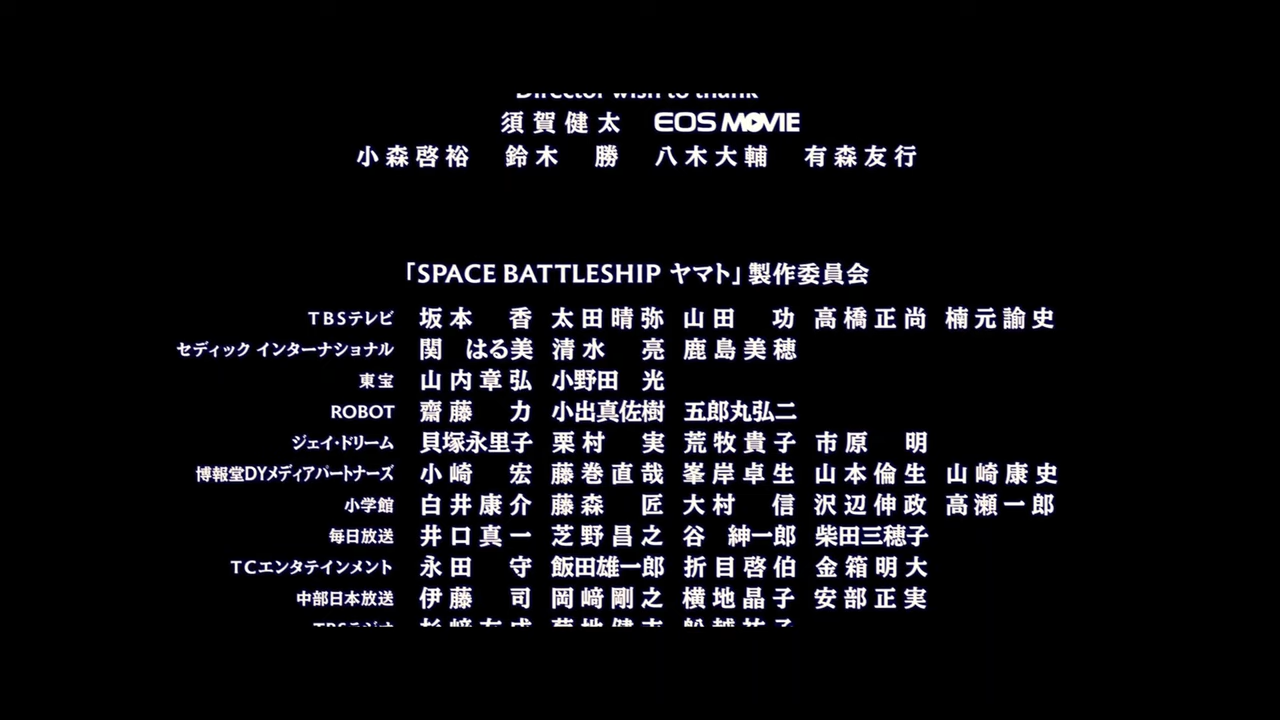 Director wish to thank
須賀健太 EOS MOVIE
小森啓裕 鈴木 勝 八木大輔 有森友行
「SPACE BATTLESHIP ヤマト」製作委員会
TBSテレビ 坂本 香 太田晴弥 山田 功 高橋正尚 楠元諭史
セディック インターナショナル 関 はる美 清水 亮 鹿島美穂
東宝 山内章弘 小野田 光
ROBOT 齋藤 力 小出真佐樹 五郎丸弘二
ジェイ・ドリーム 貝塚永里子 栗村 実 荒牧貴子 市原 明
博報堂DYメディアパートナーズ 小崎 宏 藤巻直哉 峯岸卓生 山本倫生 山崎康史
小学館 白井康介 藤森 匠 大村 信 沢辺伸政 高瀬一郎
毎日放送 井口真一 芝野昌之 谷 紳一郎 柴田三穂子
TCエンタテインメント 永田 守 飯田雄一郎 折目啓伯 金箱明大
中部日本放送 伊藤 司 岡﨑剛之 横地晶子 安部正実
TBSラジオ